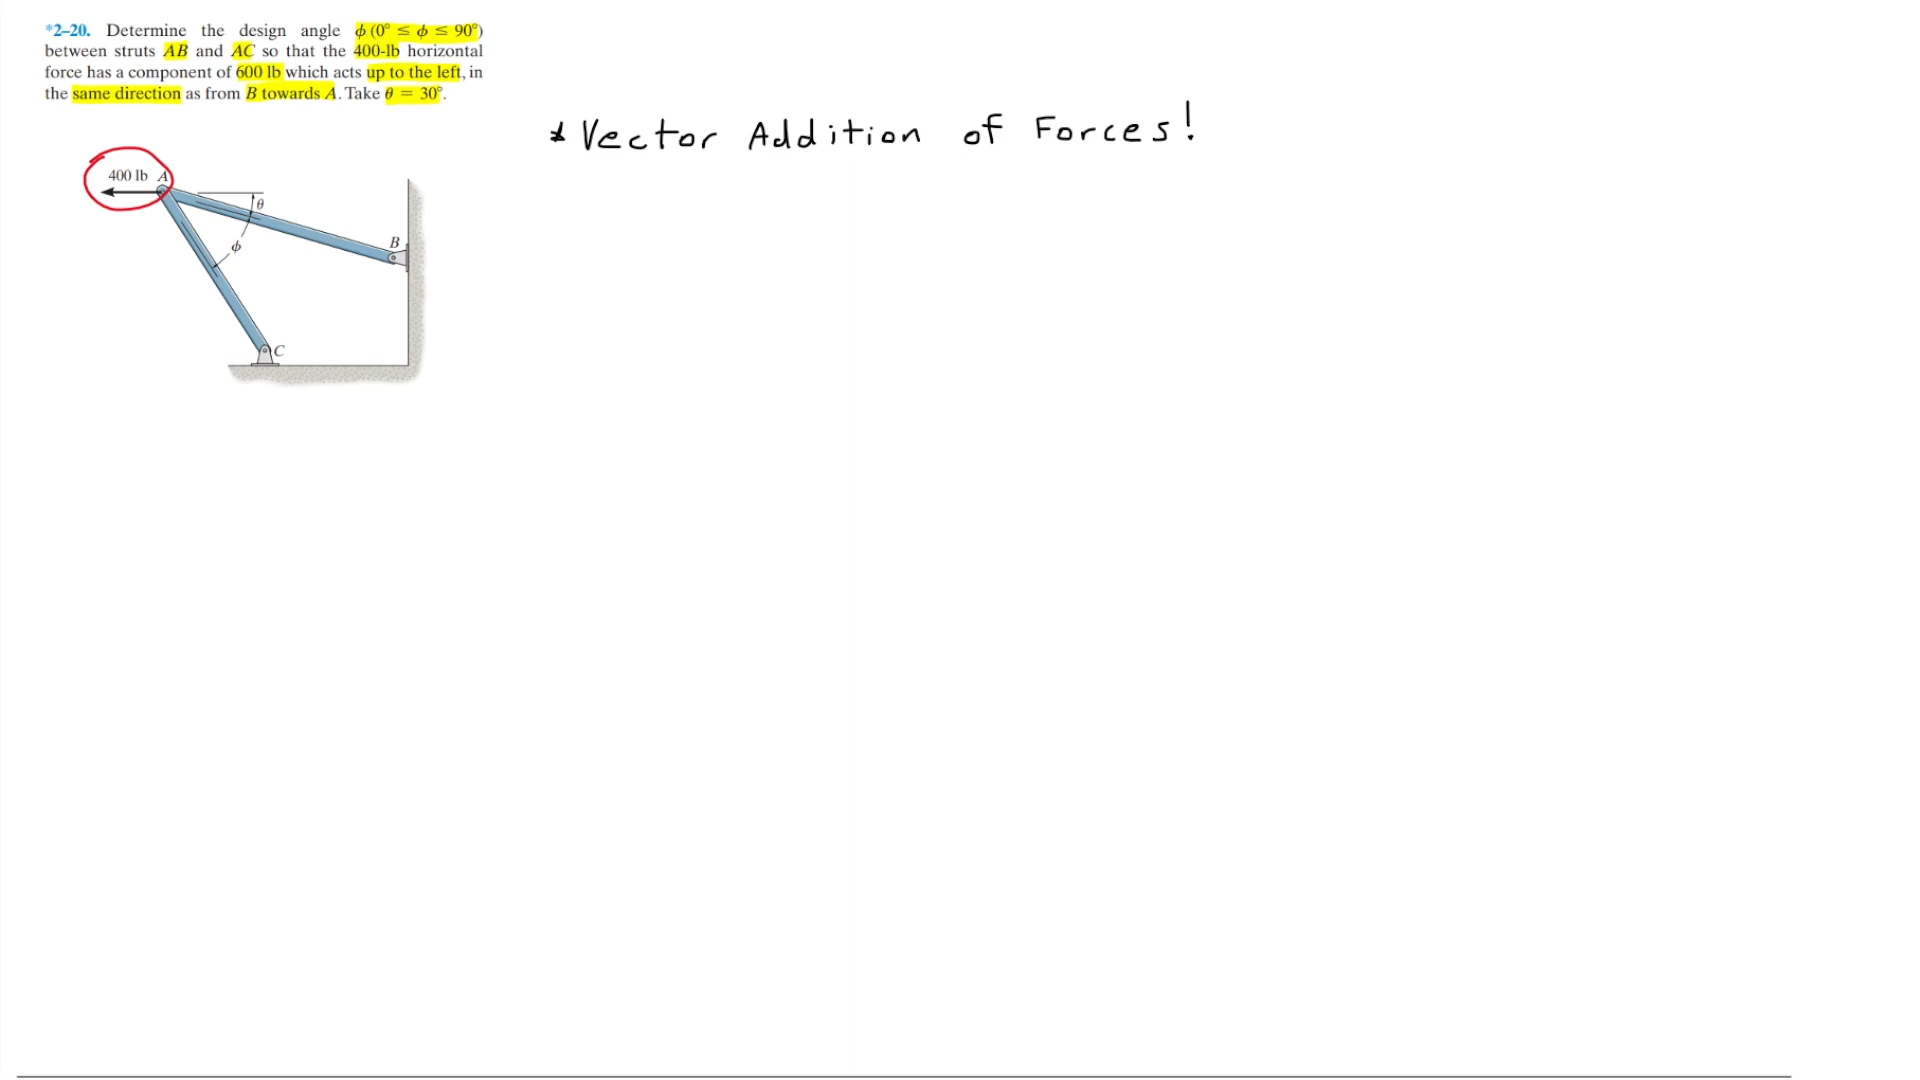 *2–20. Determine the design angle ϕ (0° ≤ ϕ ≤ 90°)
between struts AB and AC so that the 400-lb horizontal
force has a component of 600 lb which acts up to the left, in
the same direction as from B towards A. Take θ = 30°.
* Vector Addition of Forces!
400 lb A
θ
ϕ
B
C